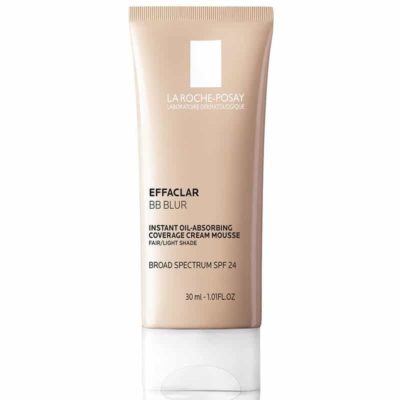 LA ROCHE-POSAY
LABORATOIRE DERMATOLOGIQUE
EFFACLAR
BB BLUR
INSTANT OIL-ABSORBING
COVERAGE CREAM MOUSSE
FAIR/LIGHT SHADE
BROAD SPECTRUM SPF 24
30 ml - 1.01FL.OZ